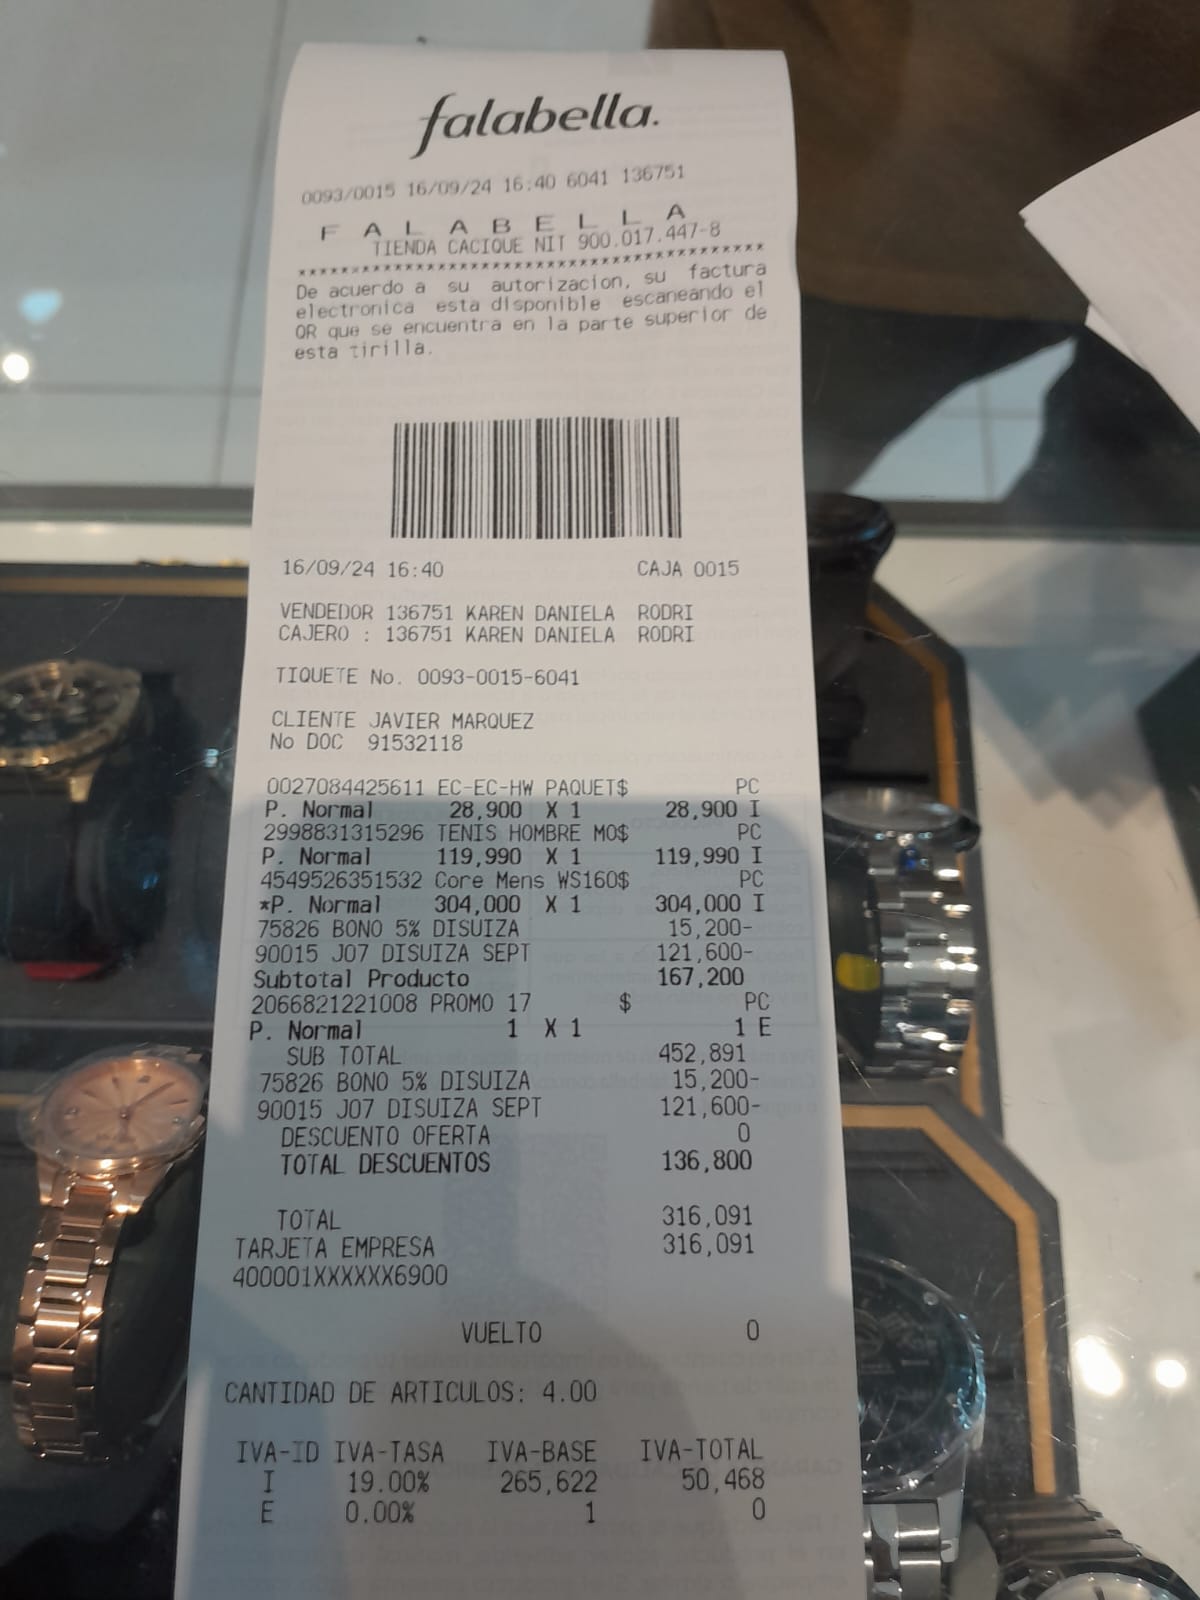 falabella.
0093/0015 16/09/24 16:40 6041 136751
F A L A B E L L A
TIENDA CACIQUE NIT 900.017.447-8
********************************************
De acuerdo a su autorizacion, su factura
electronica esta disponible escaneando el
QR que se encuentra en la parte superior de
esta tirilla.
16/09/24 16:40 CAJA 0015
VENDEDOR 136751 KAREN DANIELA RODRI
CAJERO : 136751 KAREN DANIELA RODRI
TIQUETE No. 0093-0015-6041
CLIENTE JAVIER MARQUEZ
No DOC 91532118
0027084425611 EC-EC-HW PAQUET$ PC
P. Normal 28,900 X 1 28,900 I
2998831315296 TENIS HOMBRE MO$ PC
P. Normal 119,990 X 1 119,990 I
4549526351532 Core Mens WS160$ PC
*P. Normal 304,000 X 1 304,000 I
75826 BONO 5% DISUIZA 15,200-
90015 J07 DISUIZA SEPT 121,600-
Subtotal Producto 167,200
2066821221008 PROMO 17 $ PC
P. Normal 1 X 1 1 E
SUB TOTAL 452,891
75826 BONO 5% DISUIZA 15,200-
90015 J07 DISUIZA SEPT 121,600-
DESCUENTO OFERTA 0
TOTAL DESCUENTOS 136,800
TOTAL 316,091
TARJETA EMPRESA 316,091
400001XXXXXX6900
VUELTO 0
CANTIDAD DE ARTICULOS: 4.00
IVA-ID IVA-TASA IVA-BASE IVA-TOTAL
I 19.00% 265,622 50,468
E 0.00% 1 0